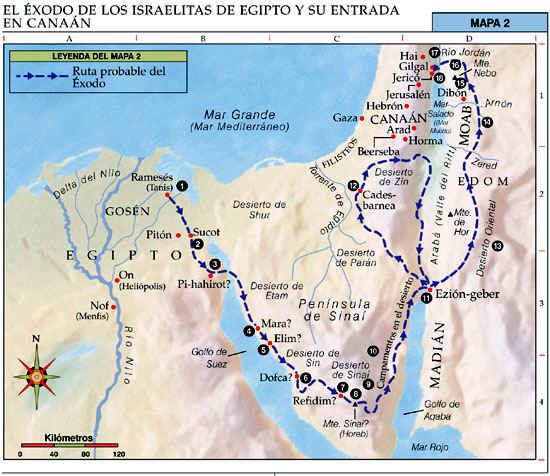 EL ÉXODO DE LOS ISRAELITAS DE EGIPTO Y SU ENTRADA
EN CANAÁN
MAPA 2
A
B
C
D
LEYENDA DEL MAPA 2
Ruta probable del
Éxodo
Mar Grande
(Mar Mediterráneo)
Hai
Gilgal
Jericó
Jerusalén
Hebrón
Gaza
CANAÁN
Arad
Horma
Beerseba
FILISTEOS
17
Río Jordán
16
Mte.
Nebo
18
15
Dibón
Mar
Salado
(Mar
Muerto)
MOAB
Arnón
14
Zered
EDOM
1
Delta del Nilo
Ramesés
(Tanis)
1
GOSÉN
Pitón
Sucot
2
EGIPTO
3
Pi-hahirot?
On
(Heliópolis)
Nof
(Menfis)
Río Nilo
Desierto
de Shur
Torrente de
Egipto
12
Cades-
barnea
Desierto
de Zin
Arabá (Valle del Rift)
Mte.
de Hor
13
Desierto Oriental
2
Desierto
de Parán
Desierto
de Etam
Península
de Sinaí
11
Ezión-geber
3
Mara?
4
Elim?
5
Golfo de
Suez
Desierto
de Sin
Dofca?
6
10
Desierto
de Sinaí
7
8
9
Refidim?
Mte. Sinaí?
(Horeb)
Campamentos en el desierto
MADIÁN
Golfo de
Aqaba
4
Mar Rojo
N
Kilómetros
0
40
80
120